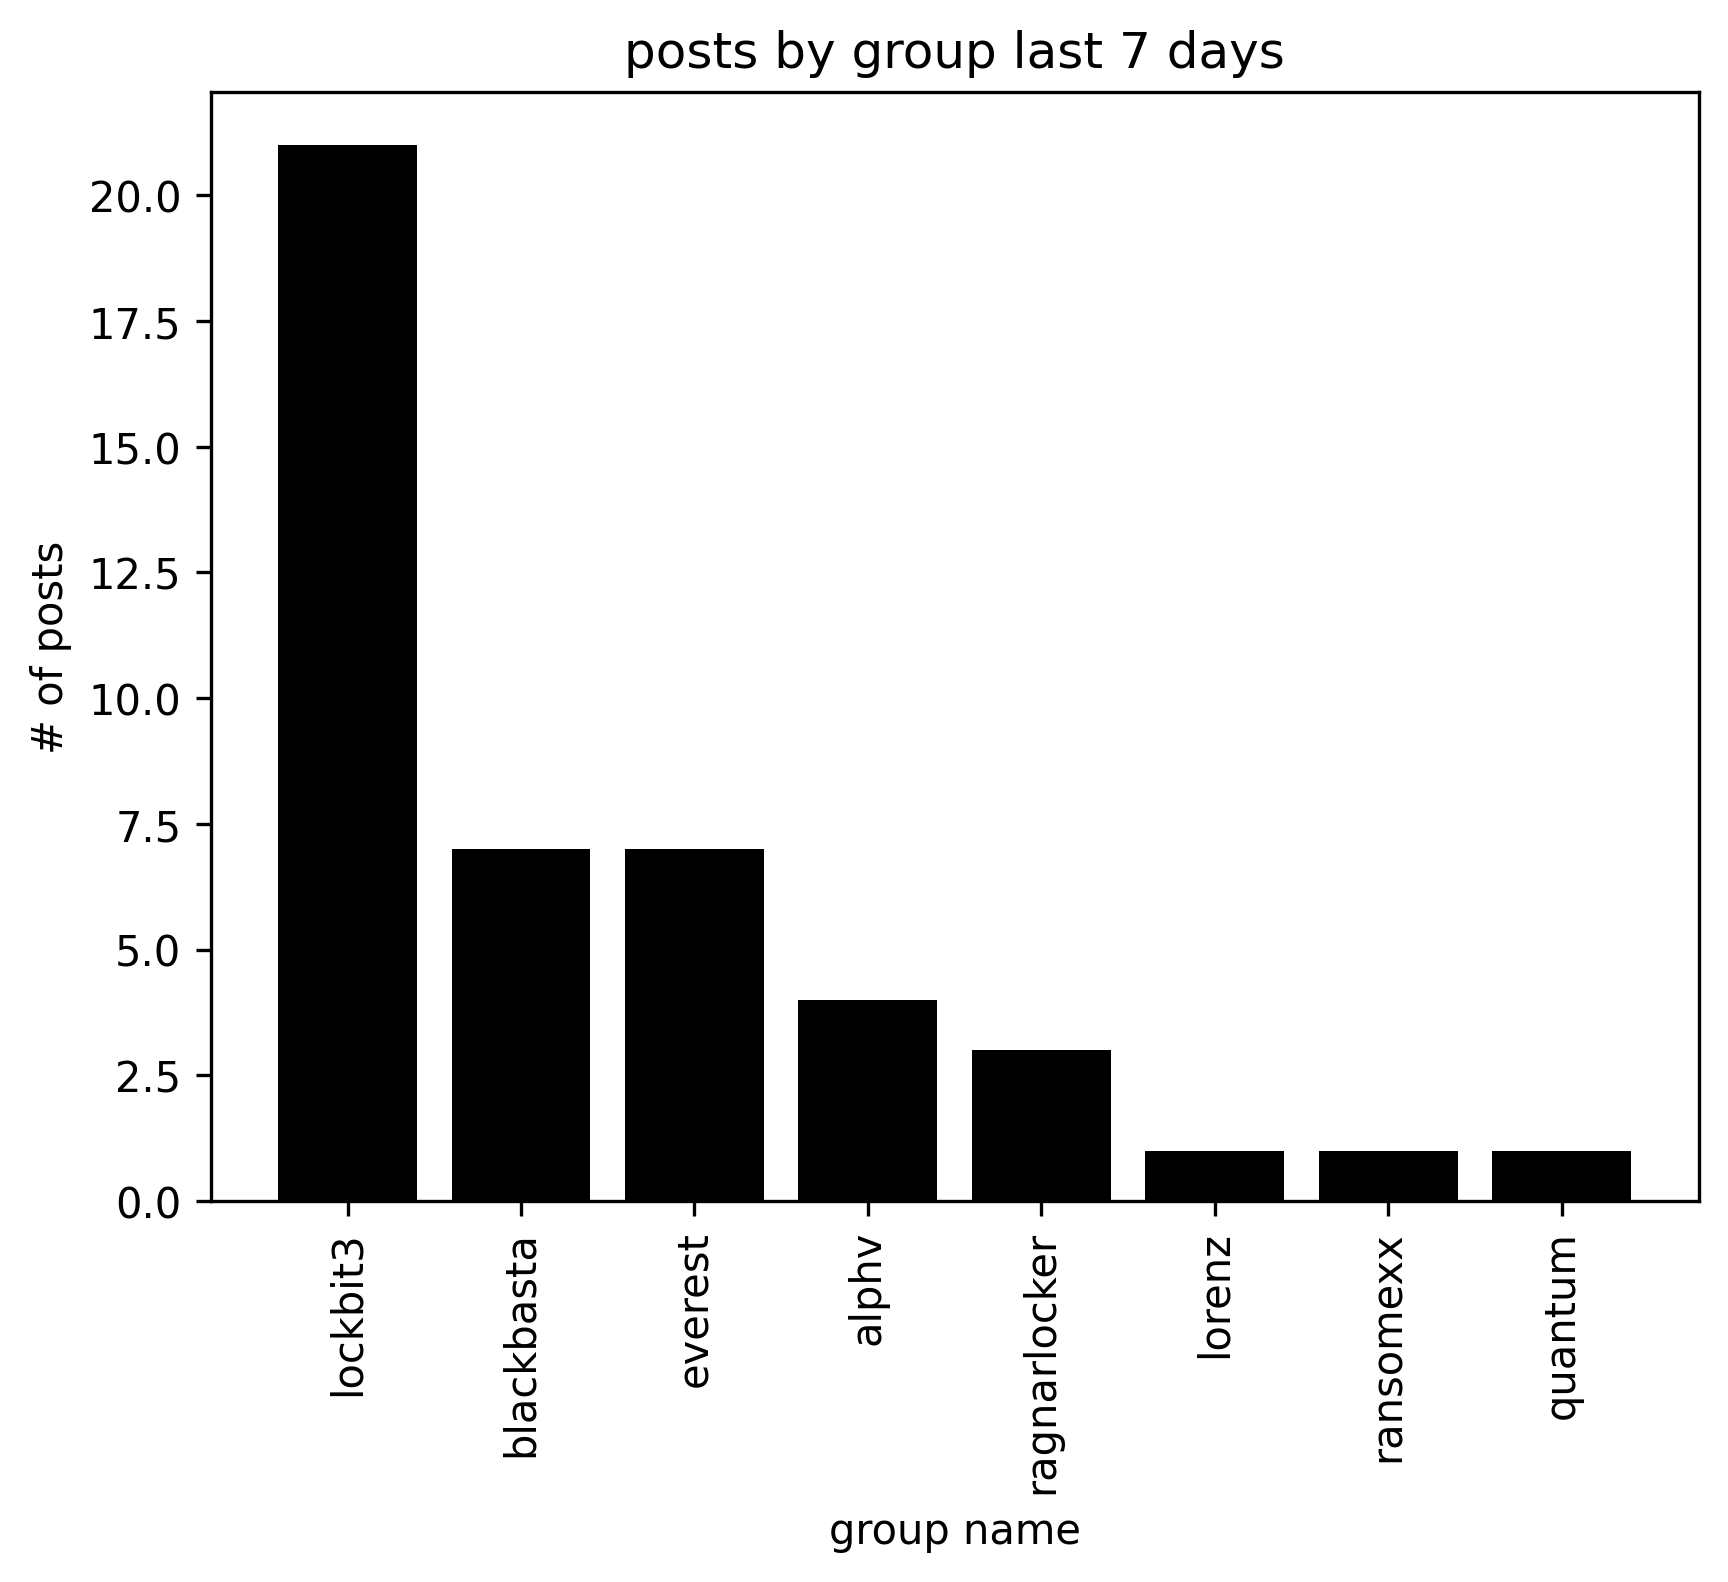 posts by group last 7 days
# of posts
20.0
17.5
15.0
12.5
10.0
7.5
5.0
2.5
0.0
lockbit3
blackbasta
everest
alphv
ragnarlocker
lorenz
ransomexx
quantum
group name